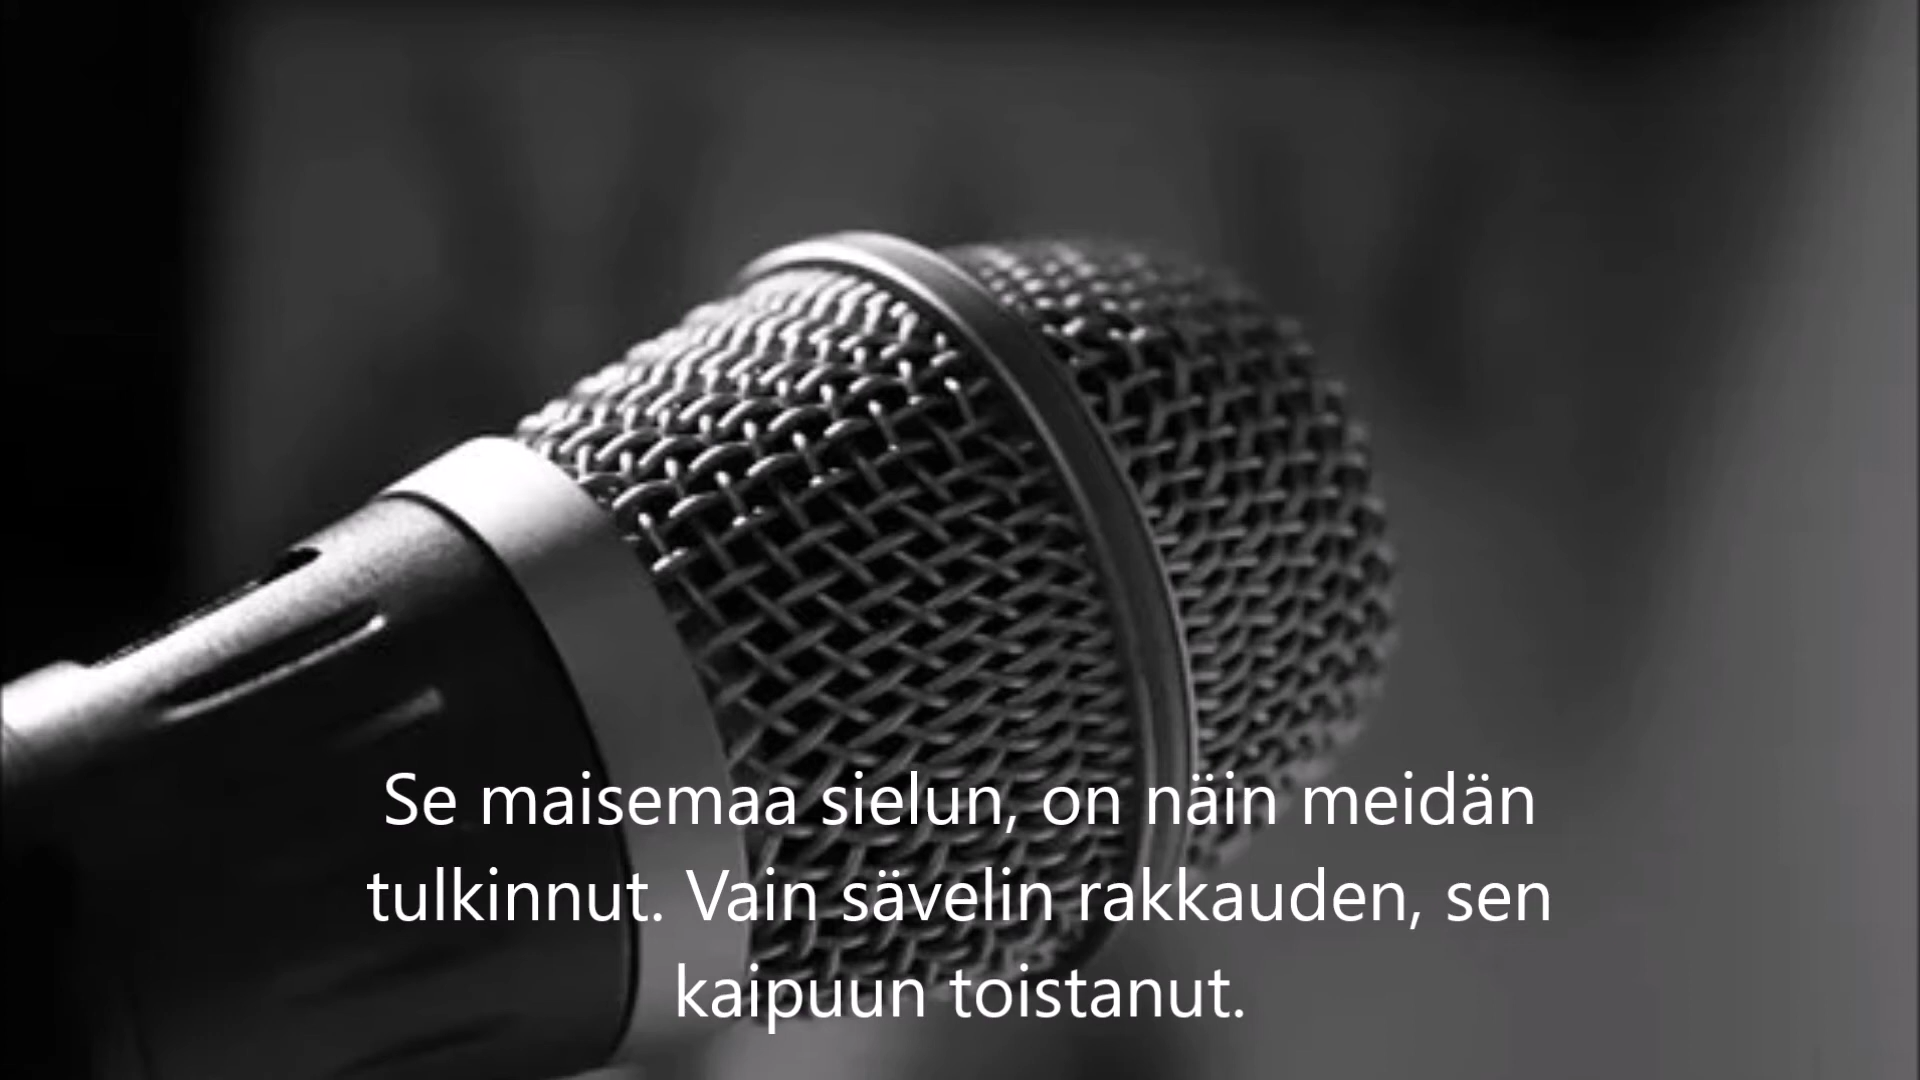 Se maisemaa sielun, on näin meidän
tulkinnut. Vain sävelin rakkauden, sen
kaipuun toistanut.